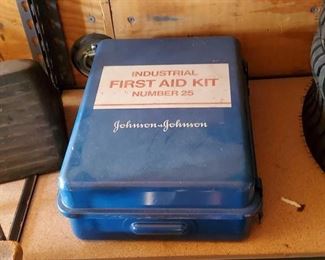 INDUSTRIAL
FIRST AID KIT
NUMBER 25
Johnson & Johnson